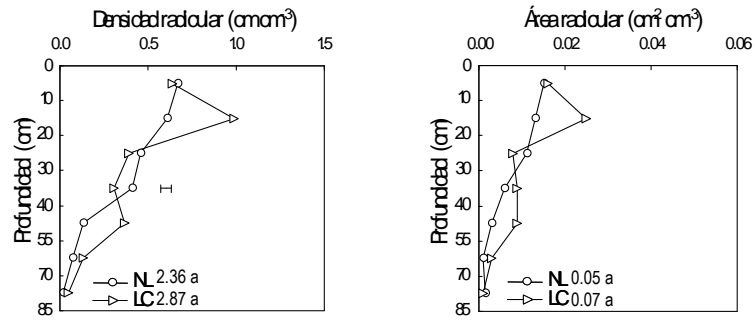 Densidad radicular (cm cm-3)
0.0 0.5 1.0 1.5
0
10
20
30
40
55
70
85
Profundidad (cm)
NL 2.36 a
LC 2.87 a
Área radicular (cm2 cm-3)
0.00 0.02 0.04 0.06
0
10
20
30
40
55
70
85
Profundidad (cm)
NL 0.05 a
LC 0.07 a